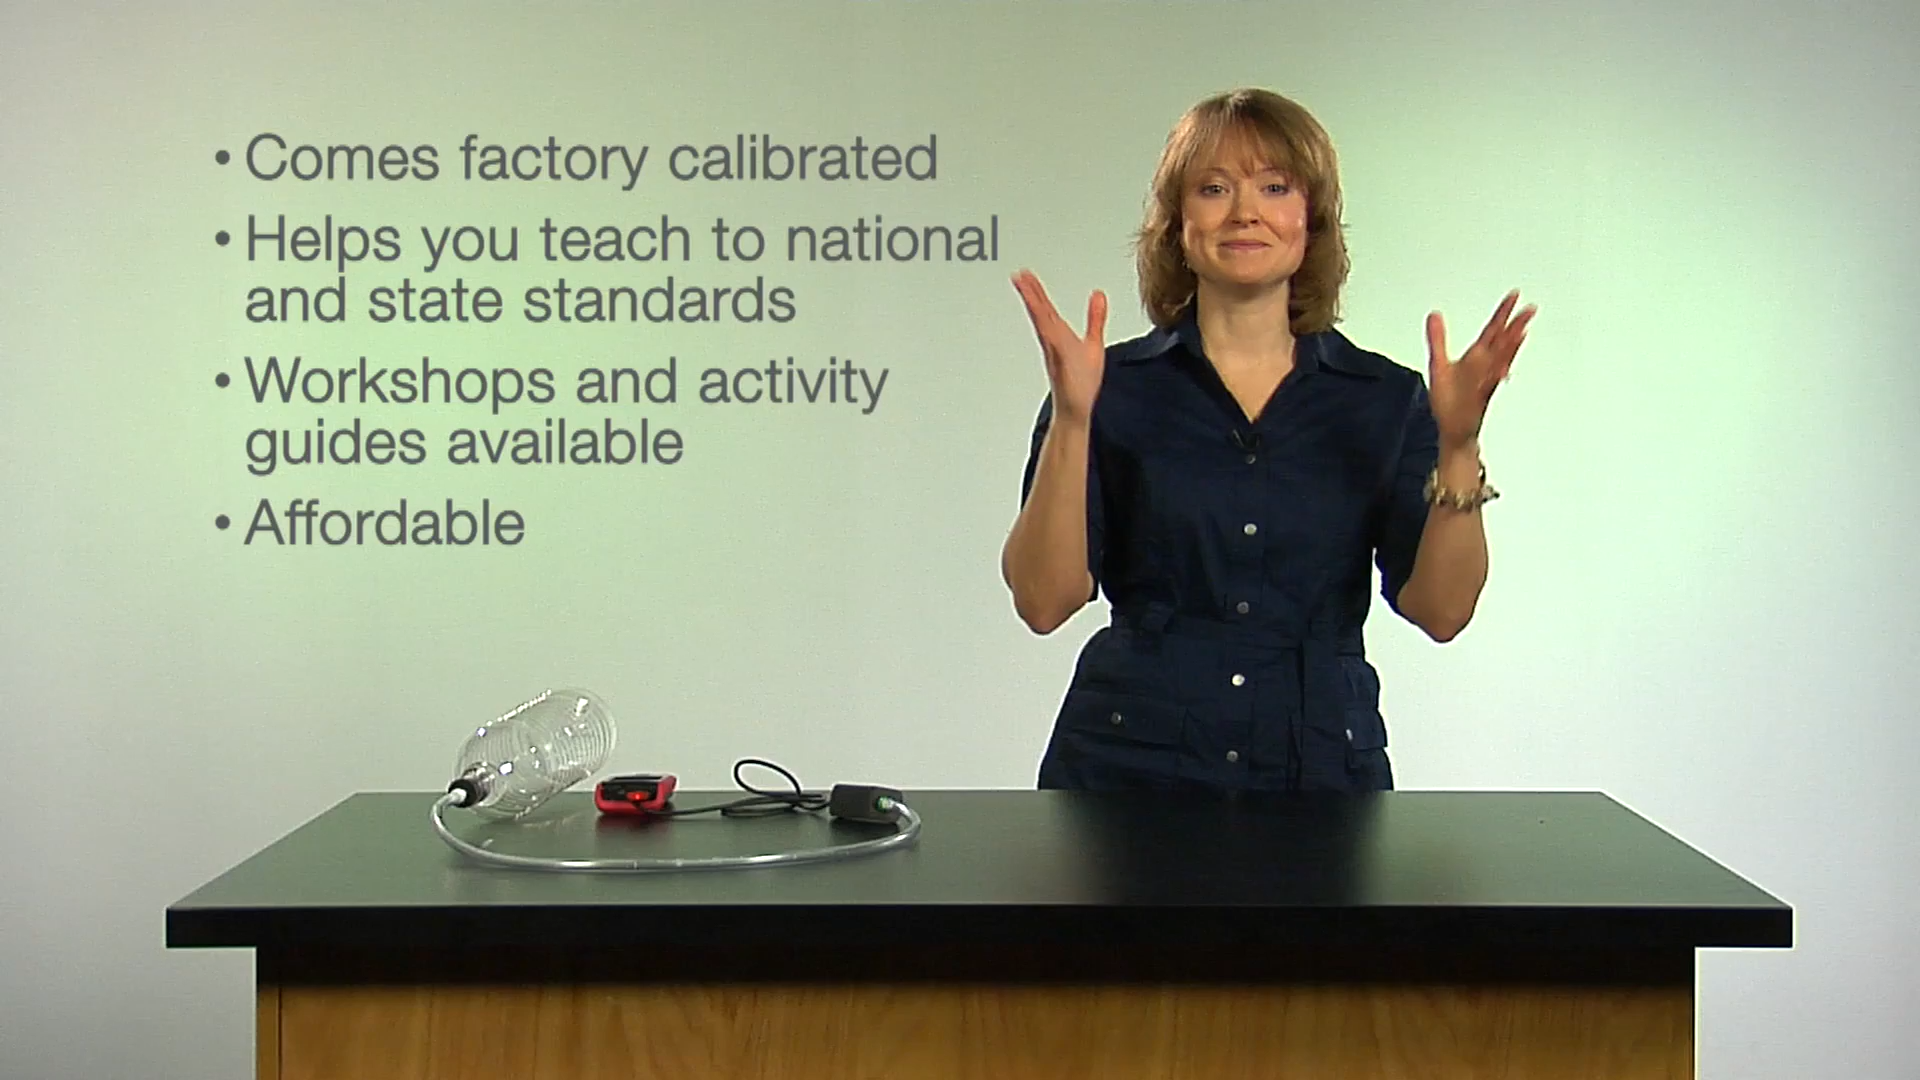 • Comes factory calibrated
• Helps you teach to national
and state standards
• Workshops and activity
guides available
• Affordable